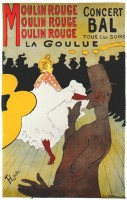 MOULIN ROUGE CONCERT
MOULIN ROUGE BAL
MOULIN ROUGE TOUS LES SOIRS
LA GOULUE